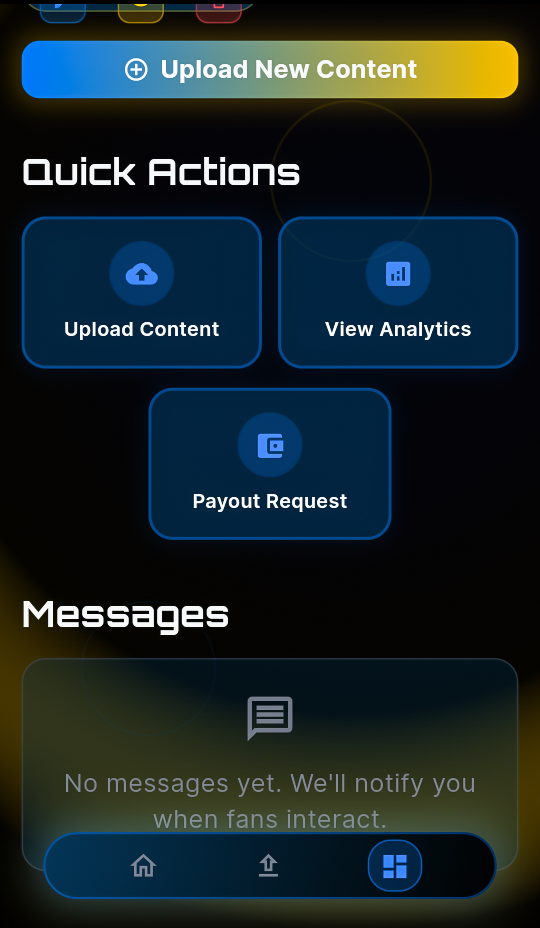 Upload New Content
Quick Actions
Upload Content
View Analytics
Payout Request
Messages
No messages yet. We'll notify you
when fans interact.